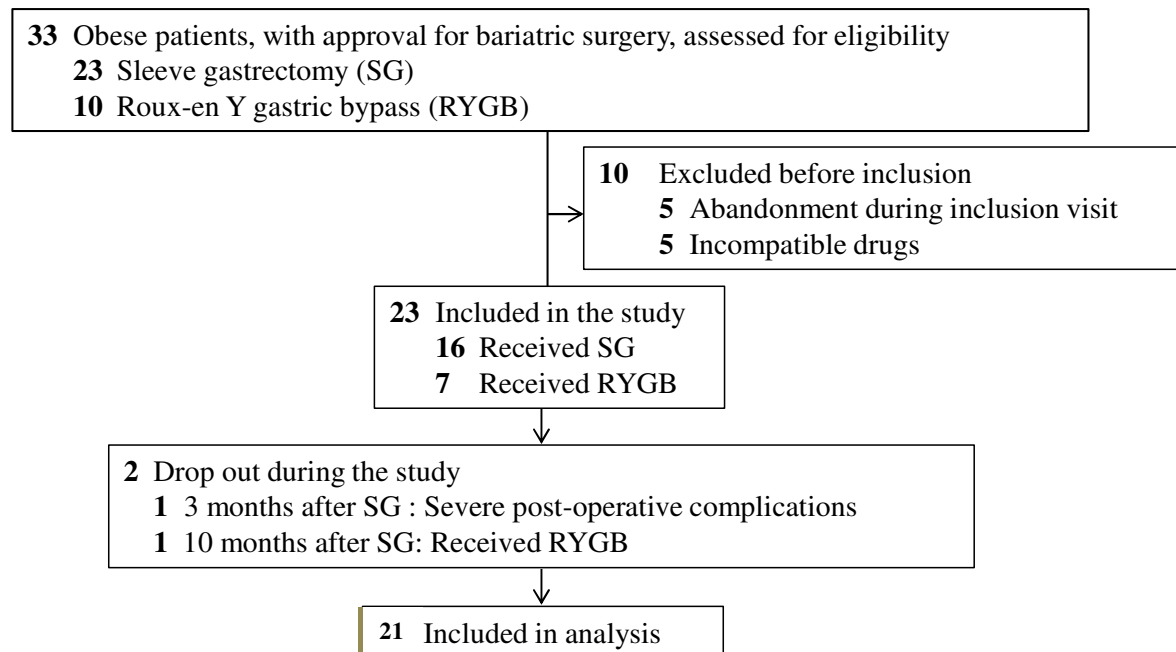 33 Obese patients, with approval for bariatric surgery, assessed for eligibility
23 Sleeve gastrectomy (SG)
10 Roux-en Y gastric bypass (RYGB)
10 Excluded before inclusion
5 Abandonment during inclusion visit
5 Incompatible drugs
23 Included in the study
16 Received SG
7 Received RYGB
2 Drop out during the study
1 3 months after SG : Severe post-operative complications
1 10 months after SG: Received RYGB
21 Included in analysis